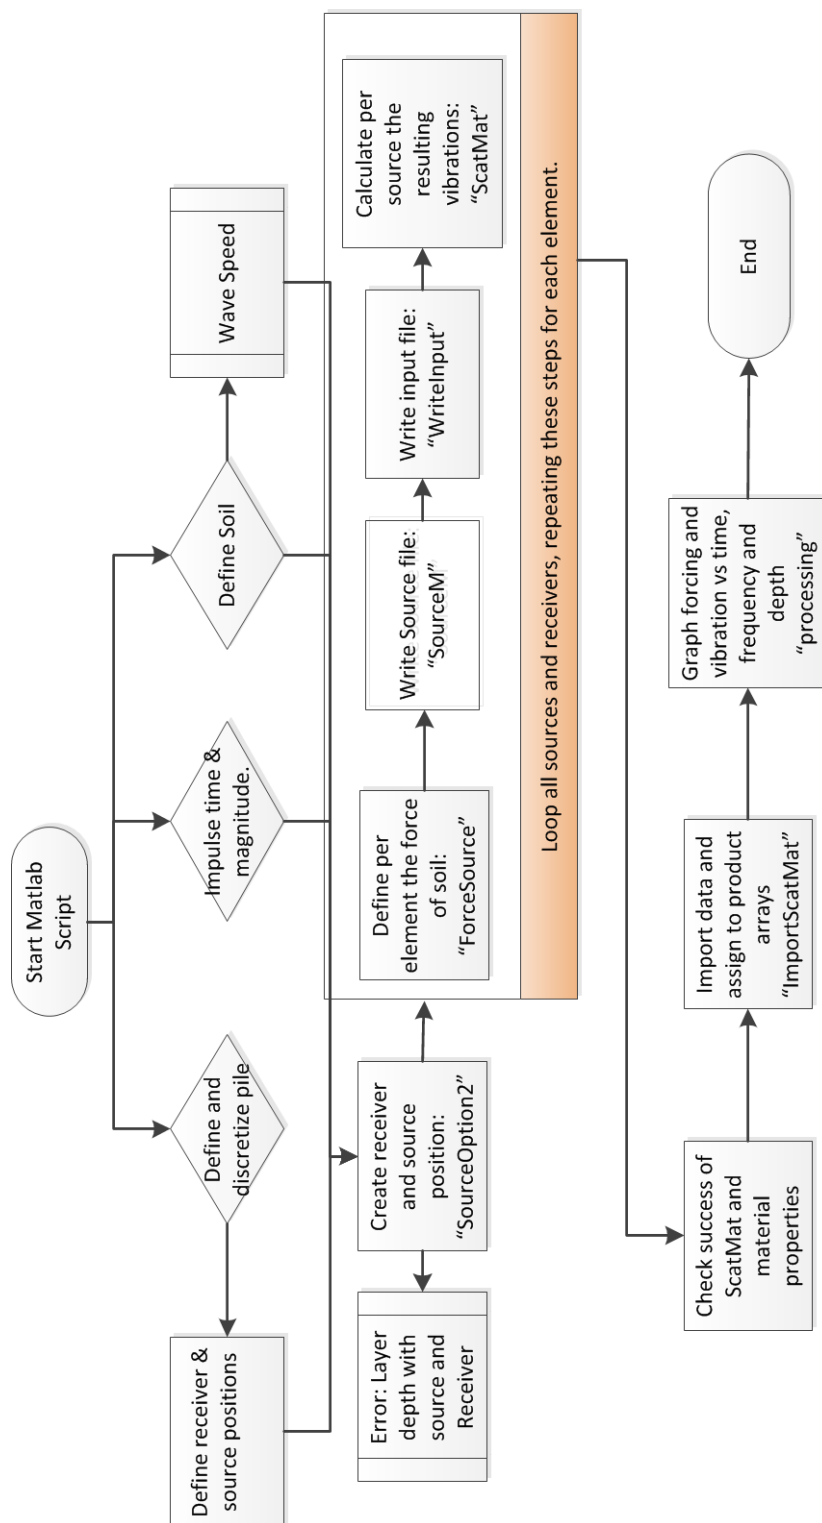 Start Matlab
Script
Define and
discretize pile
Impulse time &
magnitude.
Define Soil
Define receiver &
source positions
Wave Speed
Error: Layer
depth with
source and
Receiver
Create receiver
and source
position:
“SourceOption2”
Define per
element the force
of soil:
“ForceSource”
Write Source file:
“SourceM”
Write input file:
“WriteInput”
Calculate per
source the
resulting
vibrations:
“ScatMat”
Loop all sources and receivers, repeating these steps for each element.
Check success of
ScatMat and
material
properties
Import data and
assign to product
arrays
“ImportScatMat”
Graph forcing and
vibration vs time,
frequency and
depth
“processing”
End